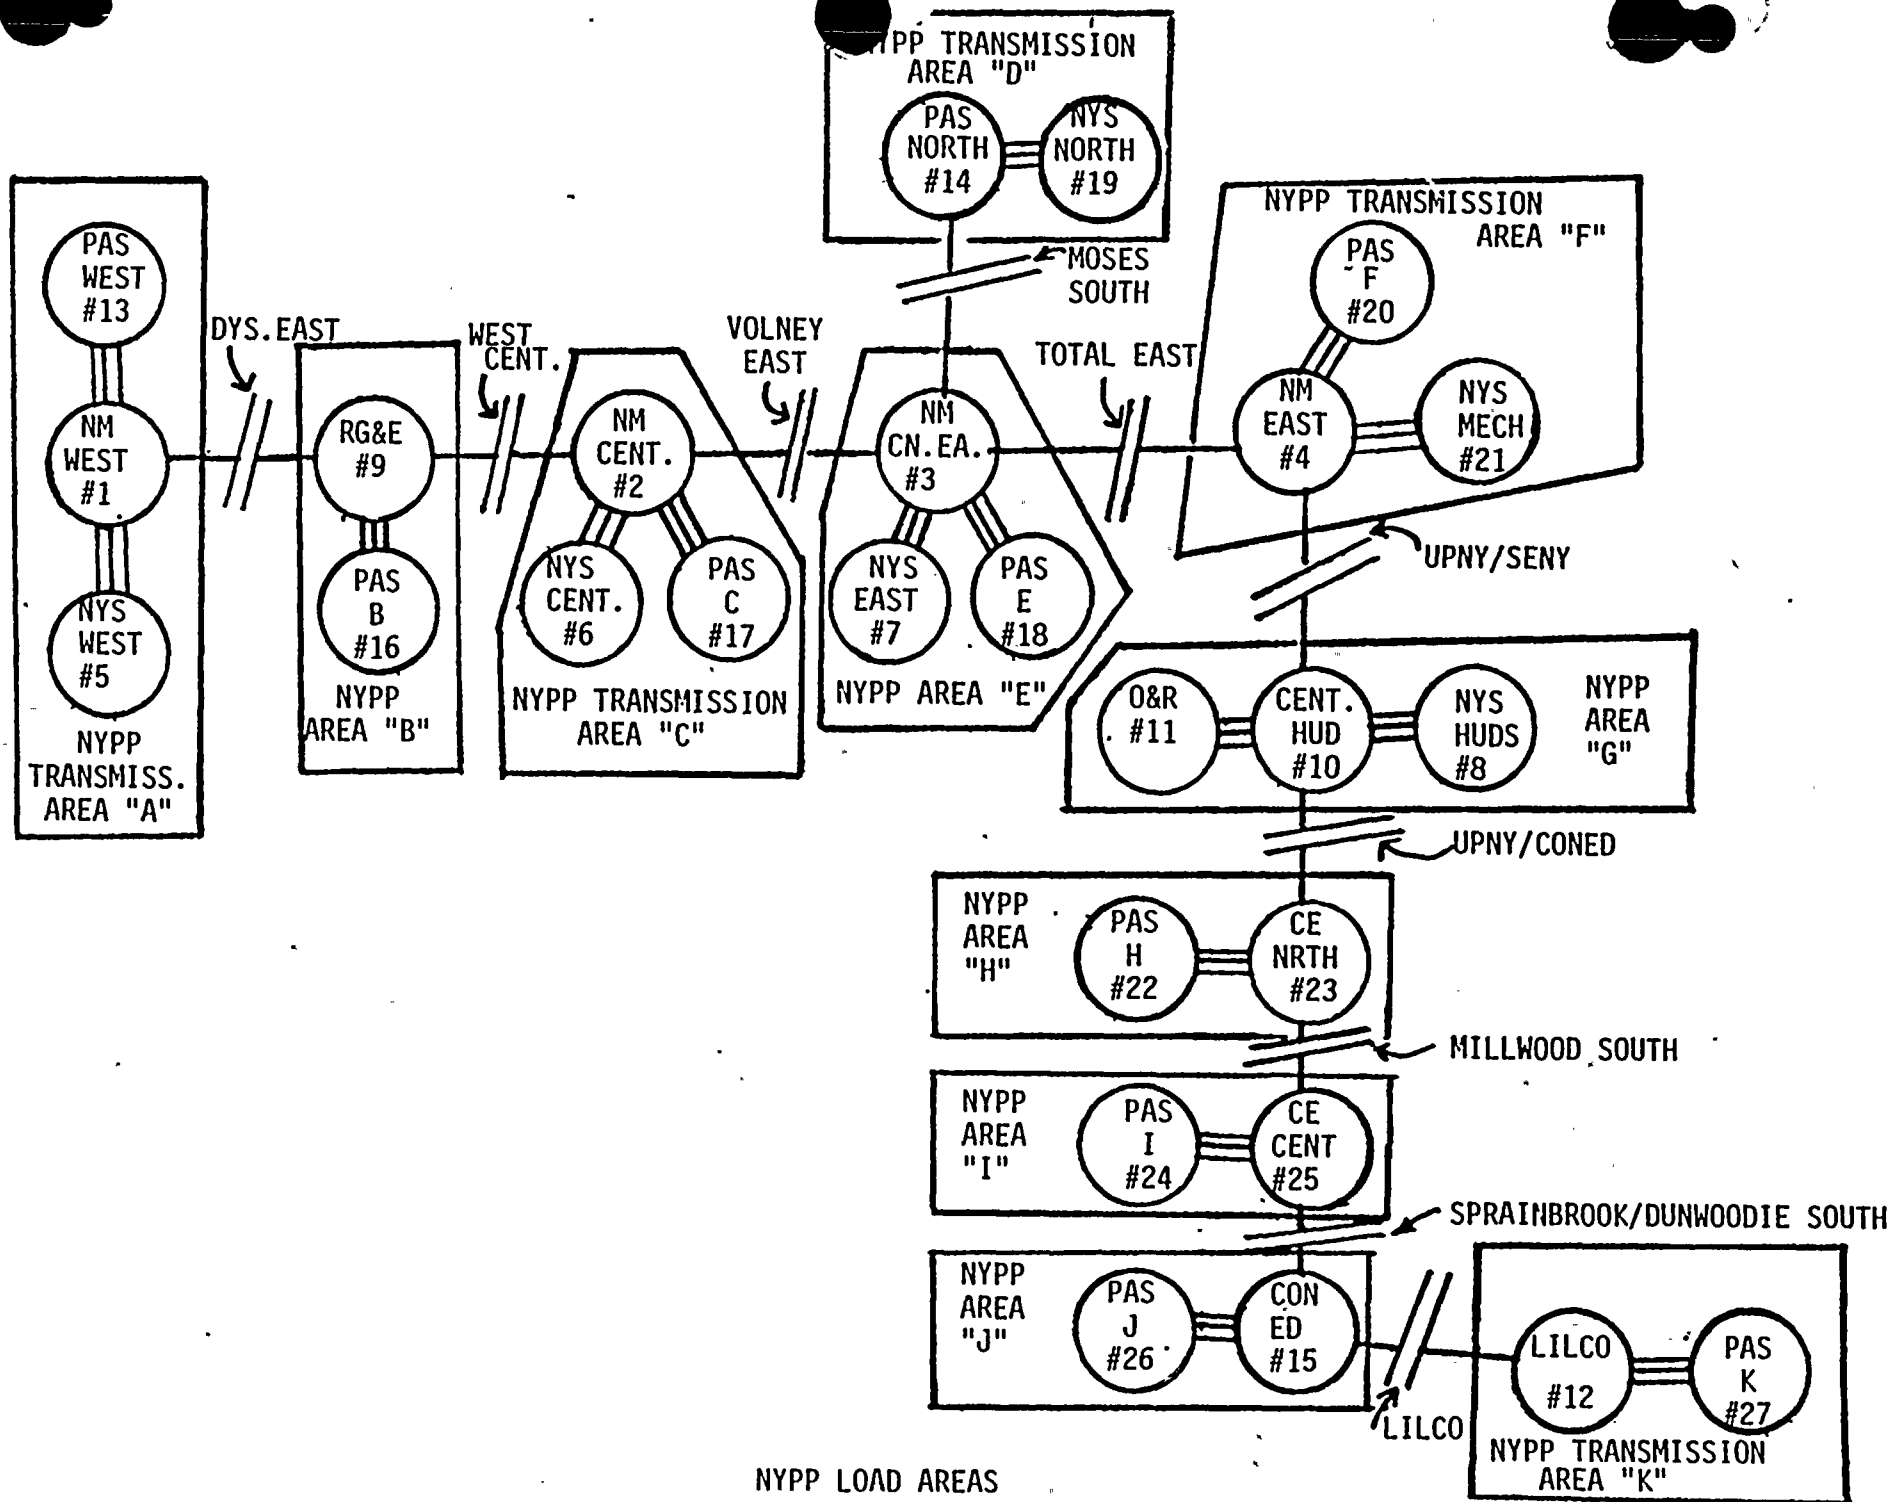 NYPP TRANSMISSION
AREA "D"
PAS
NORTH
#14
NYS
NORTH
#19
MOSES
SOUTH
PAS
WEST
#13
NM
WEST
#1
NYS
WEST
#5
NYPP
TRANSMISS.
AREA "A"
DYS.EAST
RG&E
#9
PAS
B
#16
NYPP
AREA "B"
WEST
CENT.
NM
CENT.
#2
NYS
CENT.
#6
PAS
C
#17
NYPP TRANSMISSION
AREA "C"
VOLNEY
EAST
NM
CN.EA.
#3
NYS
EAST
#7
PAS
E
#18
NYPP AREA "E"
TOTAL EAST
NYPP TRANSMISSION
AREA "F"
PAS
F
#20
NM
EAST
#4
NYS
MECH
#21
UPNY/SENY
O&R
#11
CENT.
HUD
#10
NYS
HUDS
#8
NYPP
AREA
"G"
UPNY/CONED
NYPP
AREA
"H"
PAS
H
#22
CE
NRTH
#23
MILLWOOD SOUTH
NYPP
AREA
"I"
PAS
I
#24
CE
CENT
#25
SPRAINBROOK/DUNWOODIE SOUTH
NYPP
AREA
"J"
PAS
J
#26
CON
ED
#15
LILCO
LILCO
#12
PAS
K
#27
NYPP TRANSMISSION
AREA "K"
NYPP LOAD AREAS